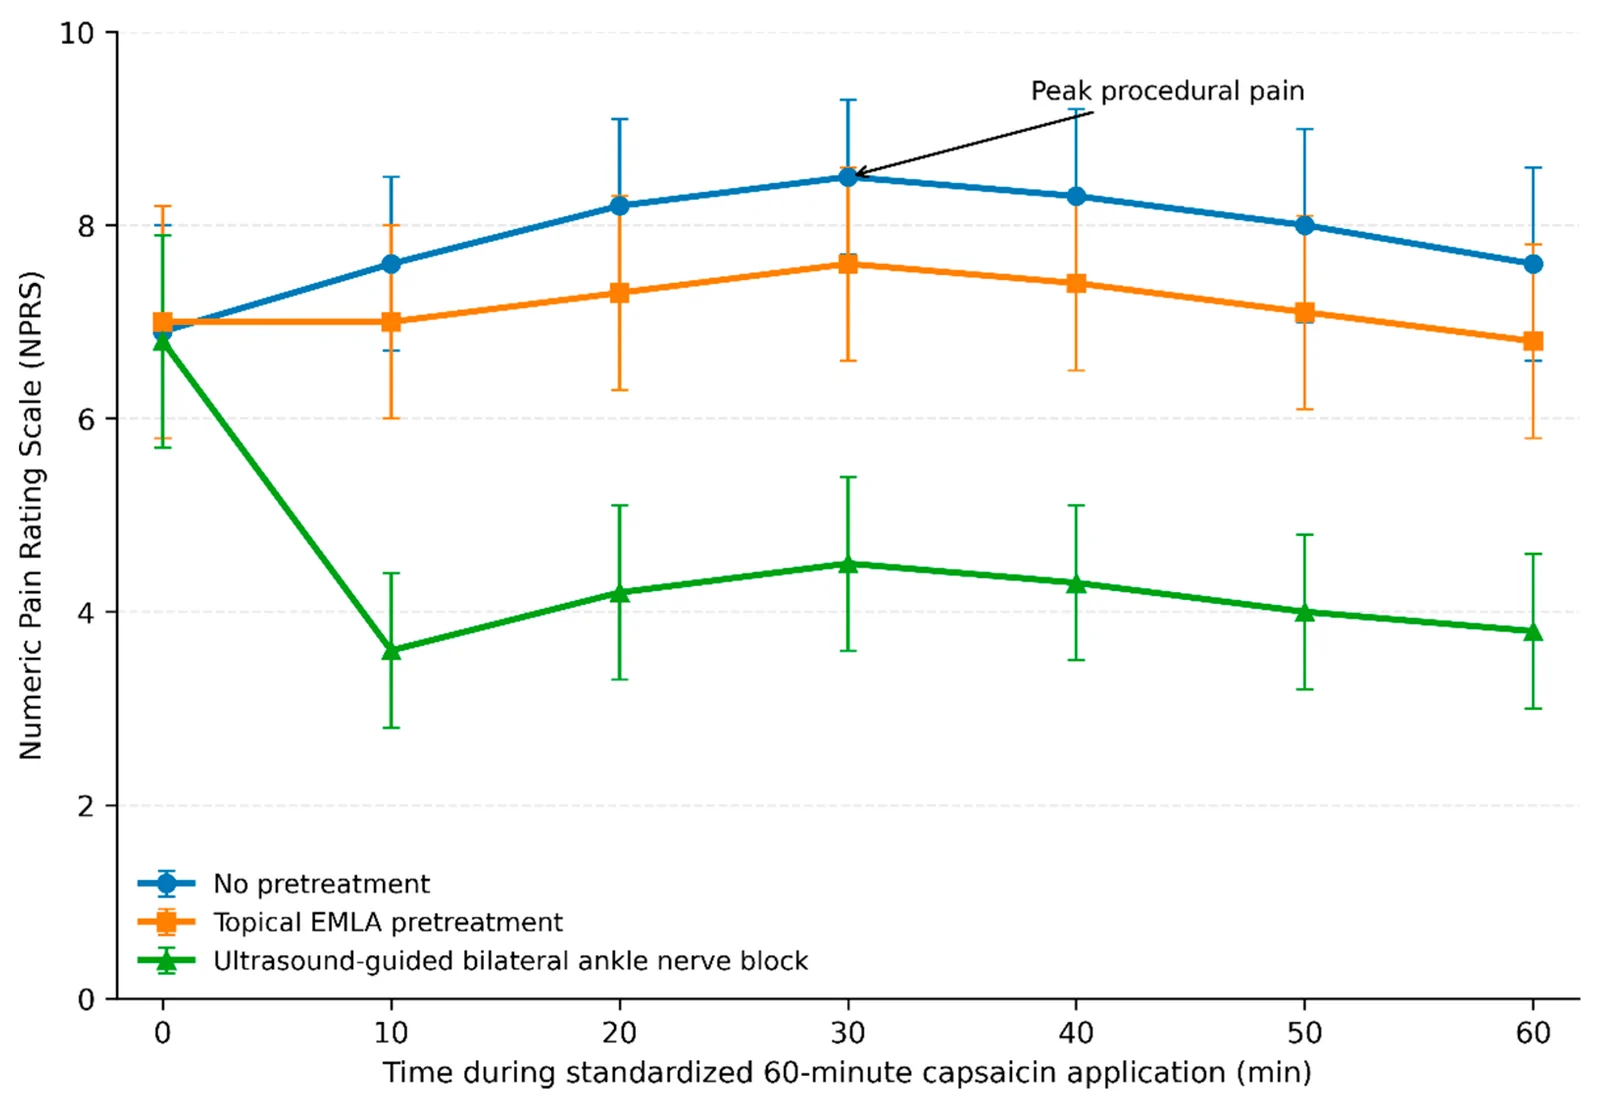 Numeric Pain Rating Scale (NPRS)
10
8
6
4
2
0
Peak procedural pain
No pretreatment
Topical EMLA pretreatment
Ultrasound-guided bilateral ankle nerve block
0 10 20 30 40 50 60
Time during standardized 60-minute capsaicin application (min)